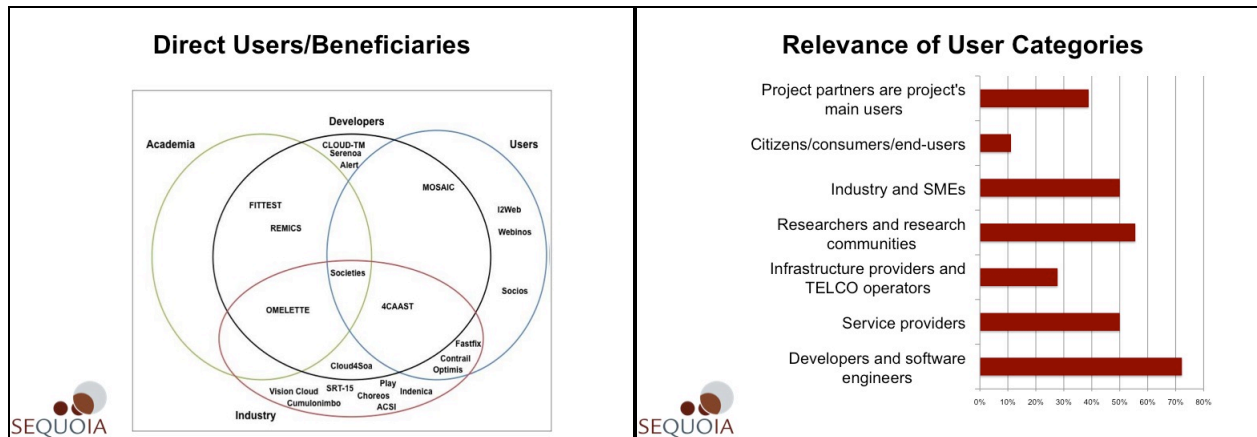 Direct Users/Beneficiaries
Developers
Academia
Users
CLOUD-TM
Serenoa
Alert
MOSAIC
FITTEST
I2Web
REMICS
Webinos
Societies
Socios
OMELETTE
4CAAST
Fastfix
Contrail
Cloud4Soa
Optimis
Play
Vision Cloud
SRT-15
Indenica
Choreos
Cumulonimbo
ACSI
Industry
SEQUOIA
Relevance of User Categories
Project partners are project's
main users
Citizens/consumers/end-users
Industry and SMEs
Researchers and research
communities
Infrastructure providers and
TELCO operators
Service providers
Developers and software
engineers
0% 10% 20% 30% 40% 50% 60% 70% 80%
SEQUOIA